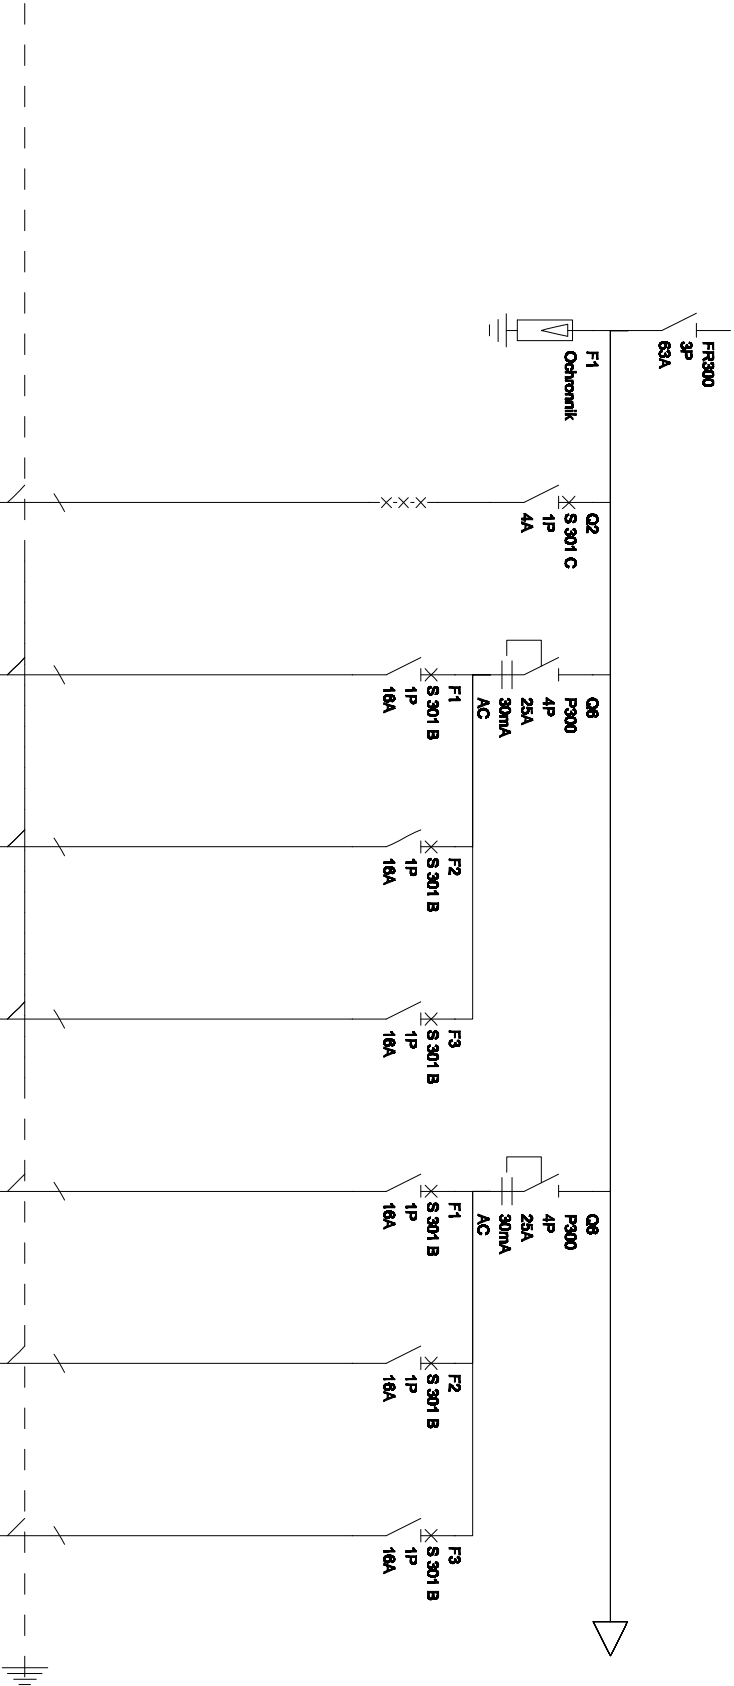 FR300
3P
63A
F1
Ochronnik
Q2
S 301 C
1P
4A
Q6
P300
4P
25A
30mA
AC
F1
S 301 B
1P
16A
F2
S 301 B
1P
16A
F3
S 301 B
1P
16A
Q6
P300
4P
25A
30mA
AC
F1
S 301 B
1P
16A
F2
S 301 B
1P
16A
F3
S 301 B
1P
16A